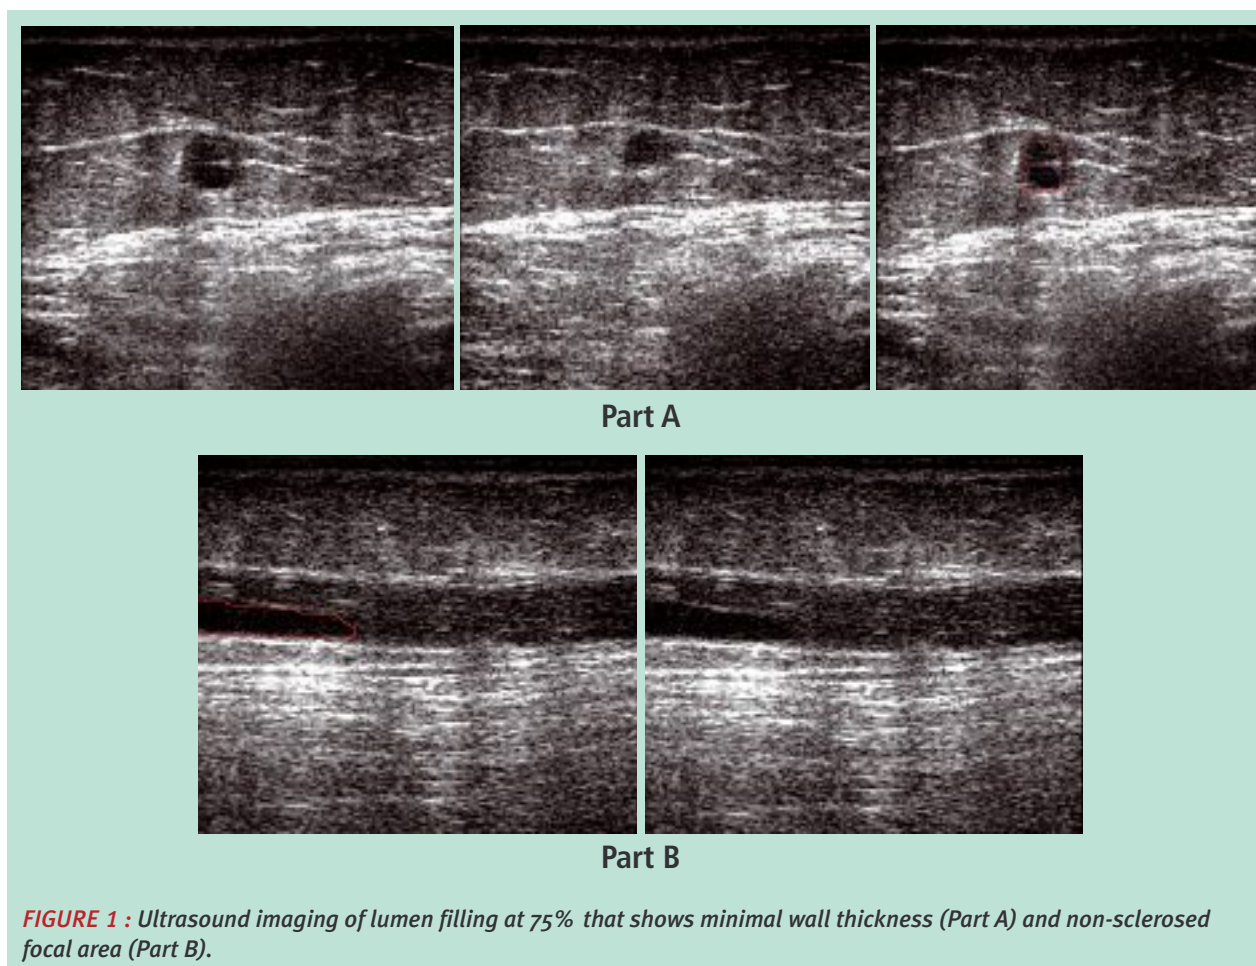 Part A
Part B
FIGURE 1 : Ultrasound imaging of lumen filling at 75% that shows minimal wall thickness (Part A) and non-sclerosed
focal area (Part B).